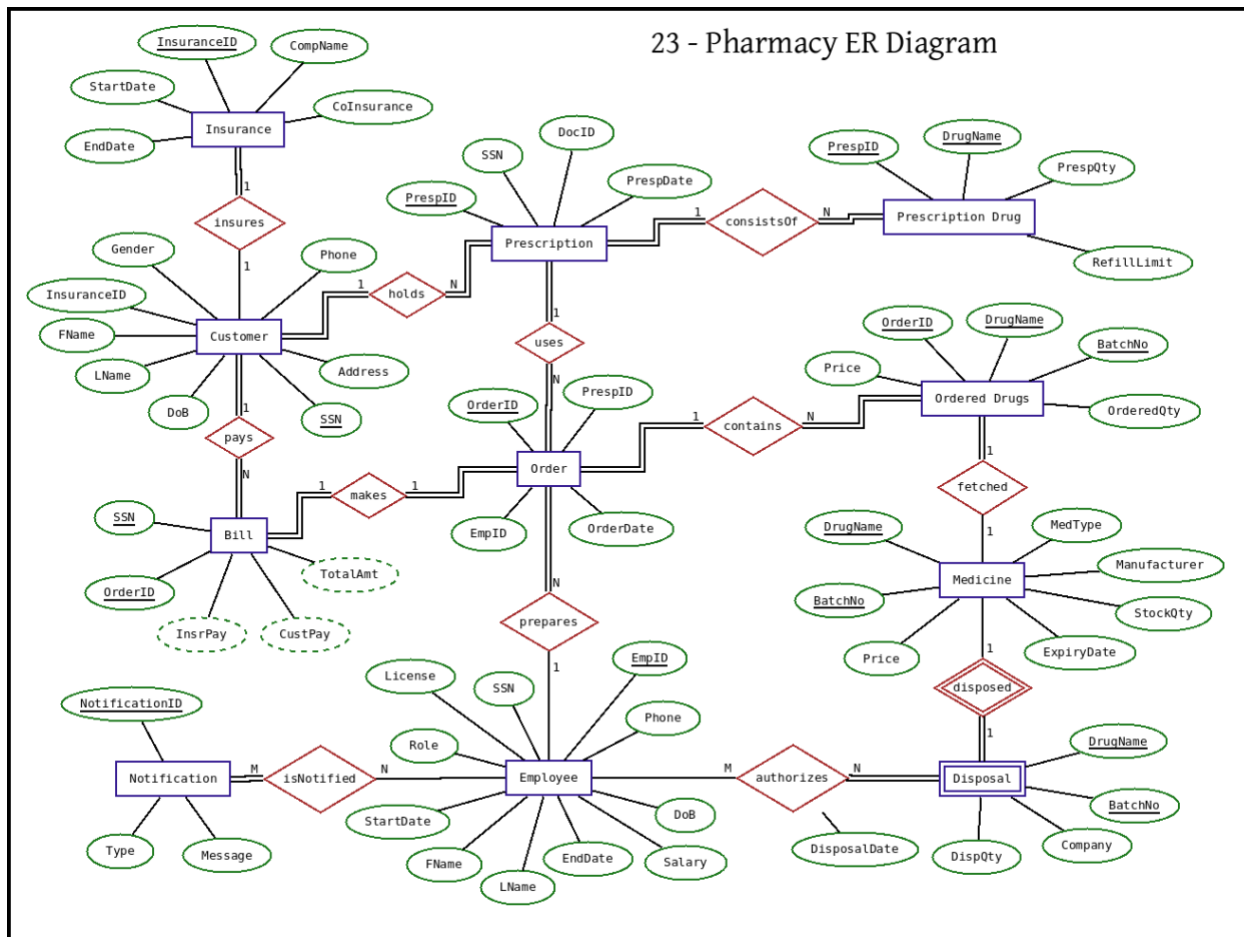 23 - Pharmacy ER Diagram
InsuranceID
CompName
StartDate
CoInsurance
EndDate
Insurance
1
insures
1
DocID
SSN
PrespID
PrespDate
Prescription
1
consistsOf
N
PrespID
DrugName
PrespQty
Prescription Drug
RefillLimit
Gender
Phone
InsuranceID
FName
Customer
LName
Address
DoB
SSN
1
holds
N
1
uses
N
1
pays
N
OrderID
PrespID
Order
EmpID
OrderDate
1
contains
N
OrderID
DrugName
Price
BatchNo
Ordered Drugs
OrderedQty
1
fetched
1
SSN
Bill
OrderID
TotalAmt
InsrPay
CustPay
1
makes
1
DrugName
MedType
Manufacturer
Medicine
BatchNo
StockQty
Price
ExpiryDate
N
prepares
1
1
disposed
1
License
SSN
EmpID
Phone
Role
Employee
StartDate
DoB
FName
EndDate
Salary
LName
NotificationID
Notification
Type
Message
M
isNotified
N
M
authorizes
N
DisposalDate
DrugName
Disposal
BatchNo
Company
DispQty